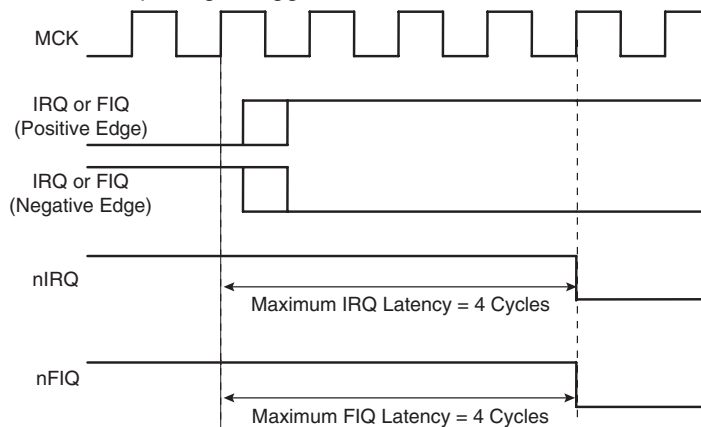 MCK
IRQ or FIQ
(Positive Edge)
IRQ or FIQ
(Negative Edge)
nIRQ
Maximum IRQ Latency = 4 Cycles
nFIQ
Maximum FIQ Latency = 4 Cycles